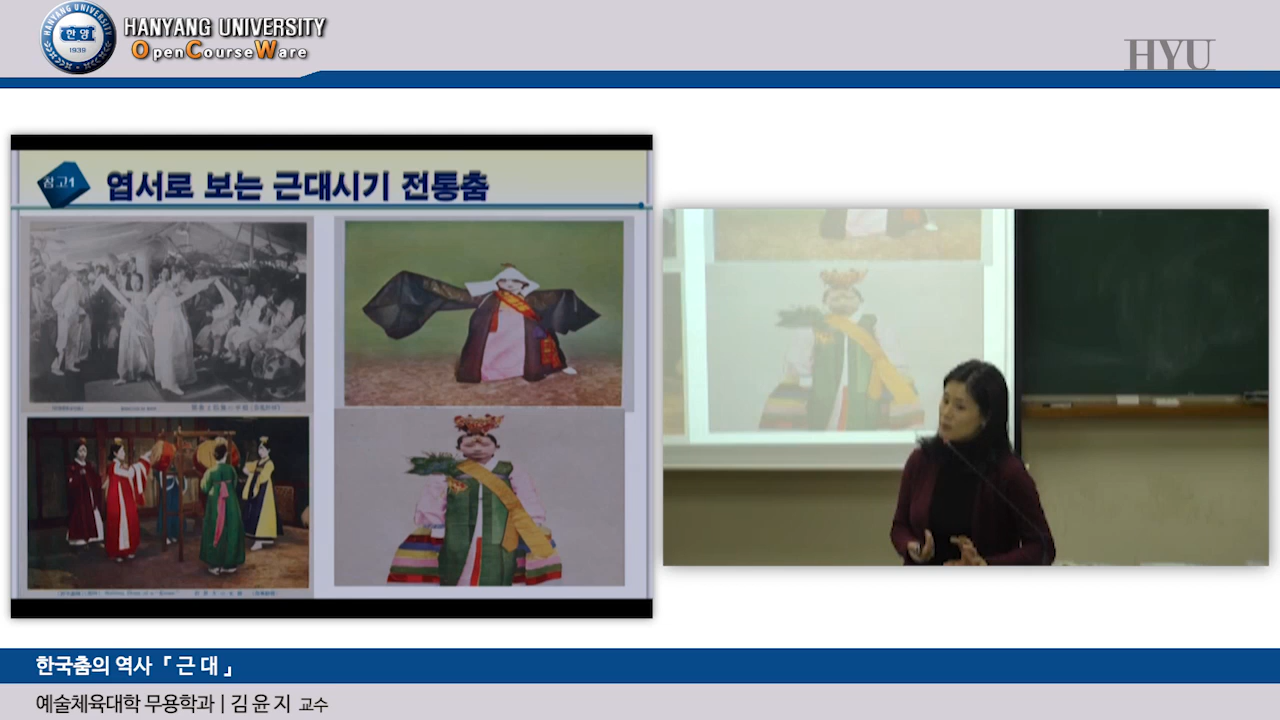 HANYANG UNIVERSITY
한양
1939
HANYANG UNIVERSITY
OpenCourseWare
HYU
참고1
엽서로 보는 근대시기 전통춤
한국춤의 역사 「 근 대 」
예술체육대학 무용학과 | 김 윤 지 교수